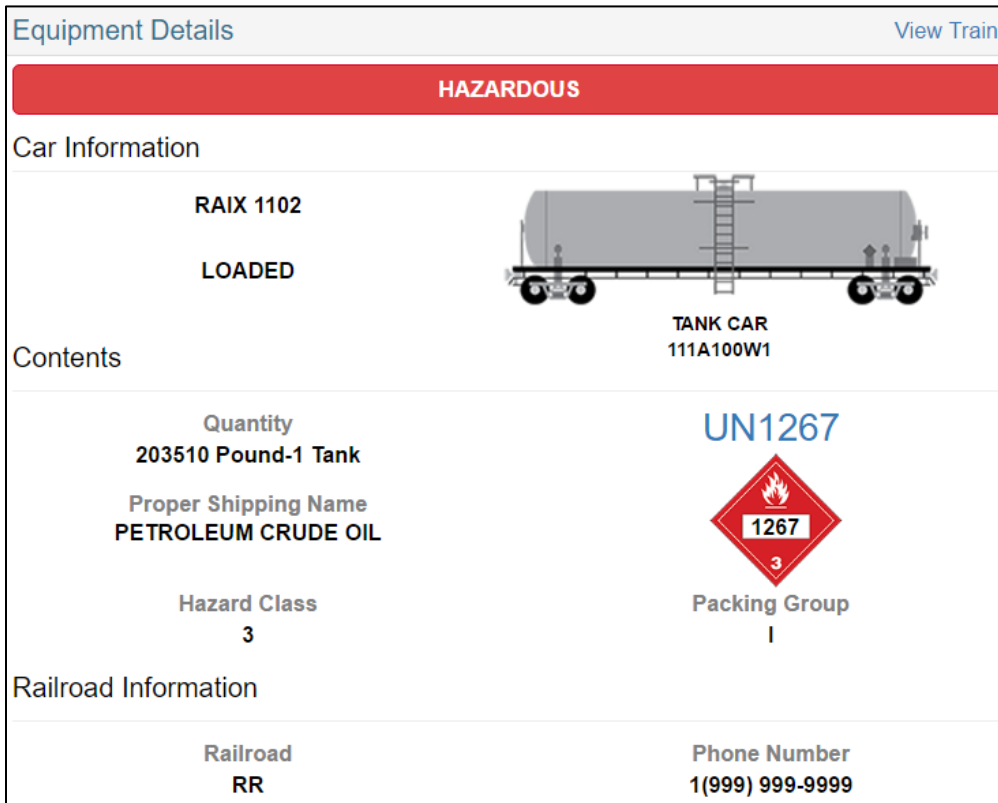 Equipment Details
View Train
HAZARDOUS
Car Information
RAIX 1102
LOADED
TANK CAR
111A100W1
Contents
Quantity
203510 Pound-1 Tank
Proper Shipping Name
PETROLEUM CRUDE OIL
UN1267
1267
3
Hazard Class
3
Packing Group
I
Railroad Information
Railroad
RR
Phone Number
1(999) 999-9999